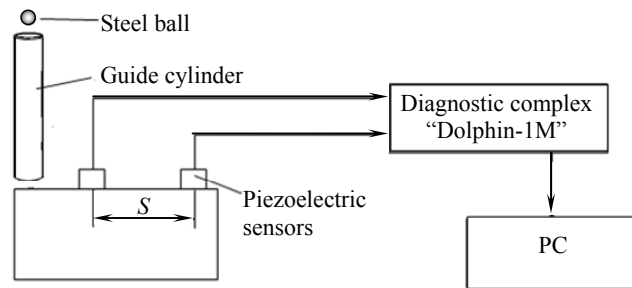 Steel ball
Guide cylinder
Diagnostic complex
“Dolphin-1M”
S
Piezoelectric
sensors
PC